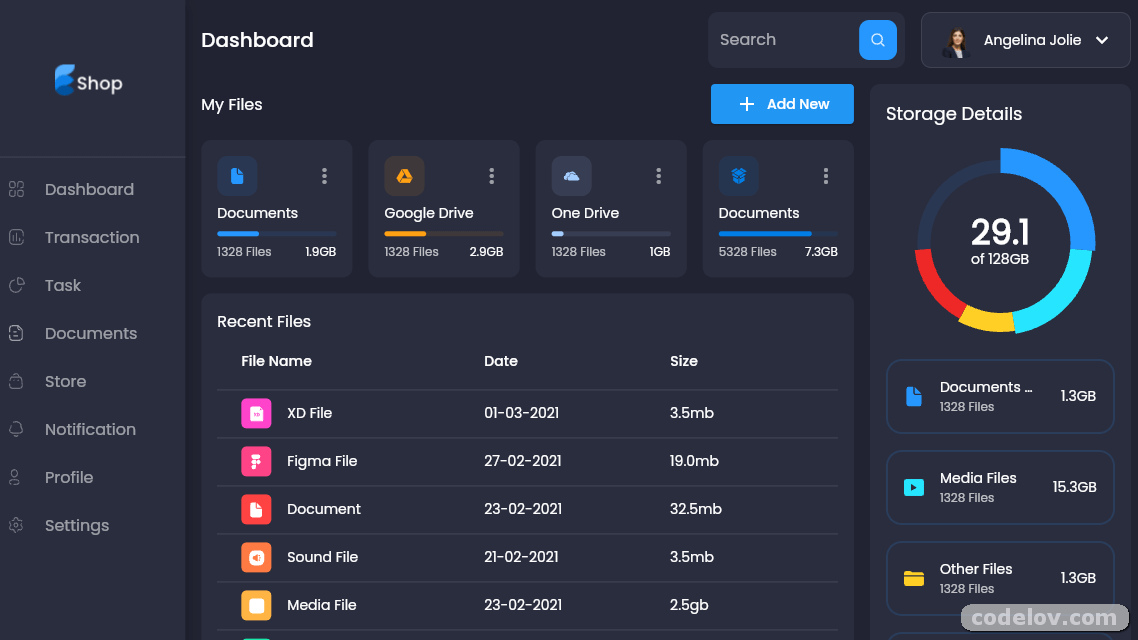 Shop
Dashboard
Transaction
Task
Documents
Store
Notification
Profile
Settings
Dashboard
Search
Angelina Jolie
My Files
Add New
Documents
1328 Files 1.9GB
Google Drive
1328 Files 2.9GB
One Drive
1328 Files 1GB
Documents
5328 Files 7.3GB
Recent Files
File Name Date Size
XD File 01-03-2021 3.5mb
Figma File 27-02-2021 19.0mb
Document 23-02-2021 32.5mb
Sound File 21-02-2021 3.5mb
Media File 23-02-2021 2.5gb
Storage Details
29.1
of 128GB
Documents ...
1328 Files
1.3GB
Media Files
1328 Files
15.3GB
Other Files
1328 Files
1.3GB
codelov.com